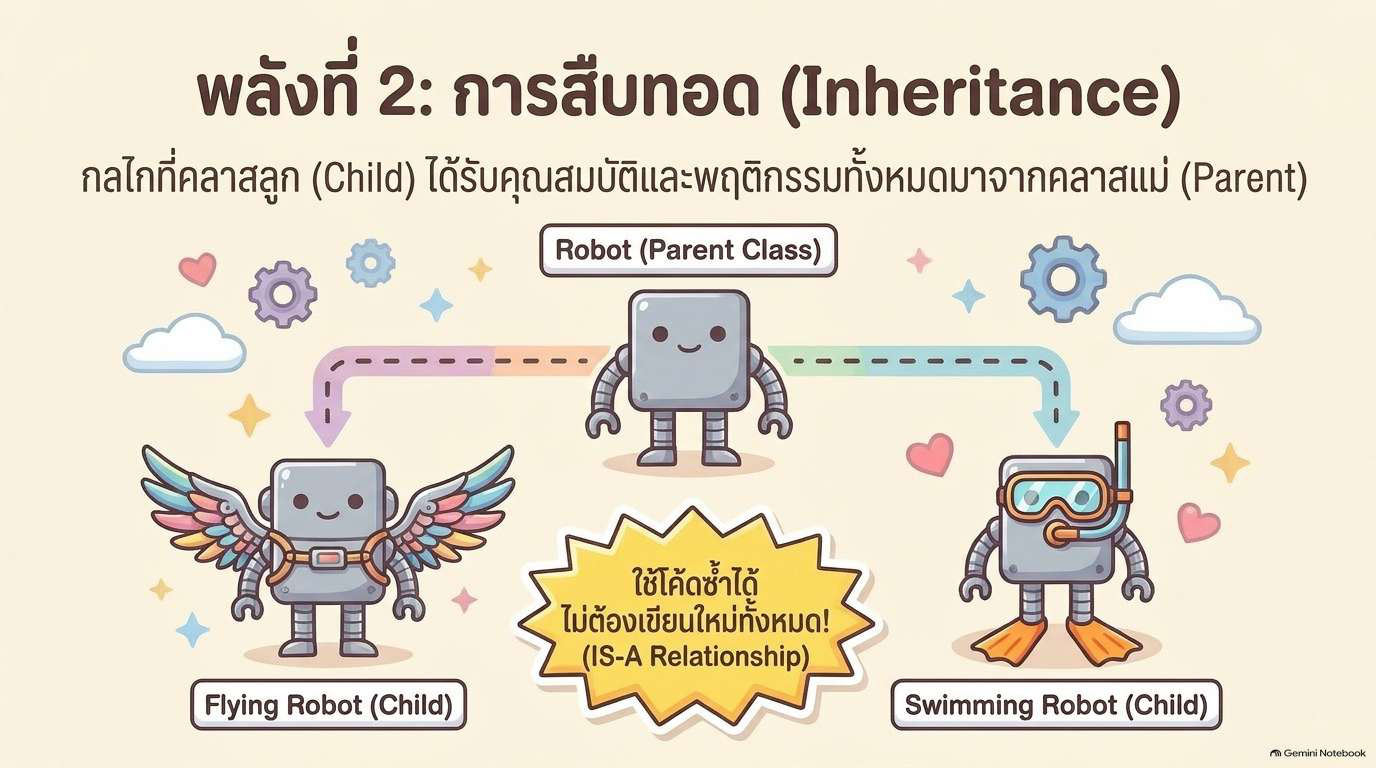 พลังที่ 2: การสืบทอด (Inheritance)
กลไกที่คลาสลูก (Child) ได้รับคุณสมบัติและพฤติกรรมทั้งหมดมาจากคลาสแม่ (Parent)
Robot (Parent Class)
ใช้โค้ดซ้ำได้
ไม่ต้องเขียนใหม่ทั้งหมด!
(IS-A Relationship)
Flying Robot (Child)
Swimming Robot (Child)
Gemini Notebook